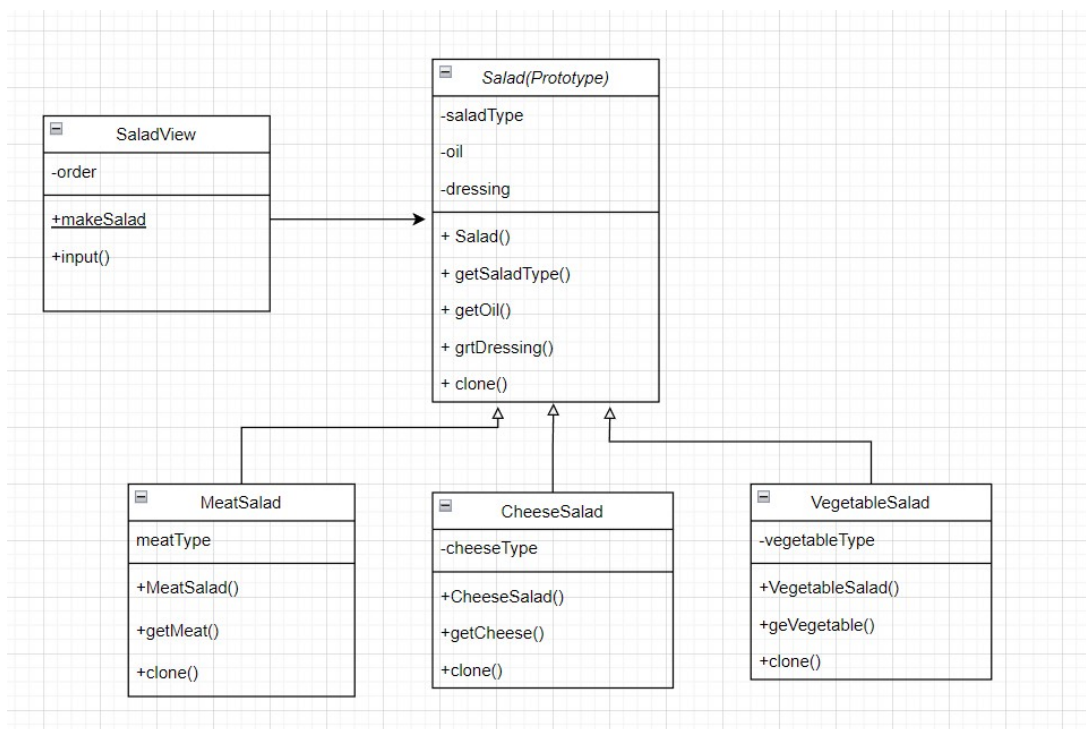 Salad(Prototype)
-saladType
-oil
-dressing
+ Salad()
+ getSaladType()
+ getOil()
+ grtDressing()
+ clone()
SaladView
-order
+makeSalad
+input()
MeatSalad
meatType
+MeatSalad()
+getMeat()
+clone()
CheeseSalad
-cheeseType
+CheeseSalad()
+getCheese()
+clone()
VegetableSalad
-vegetableType
+VegetableSalad()
+geVegetable()
+clone()